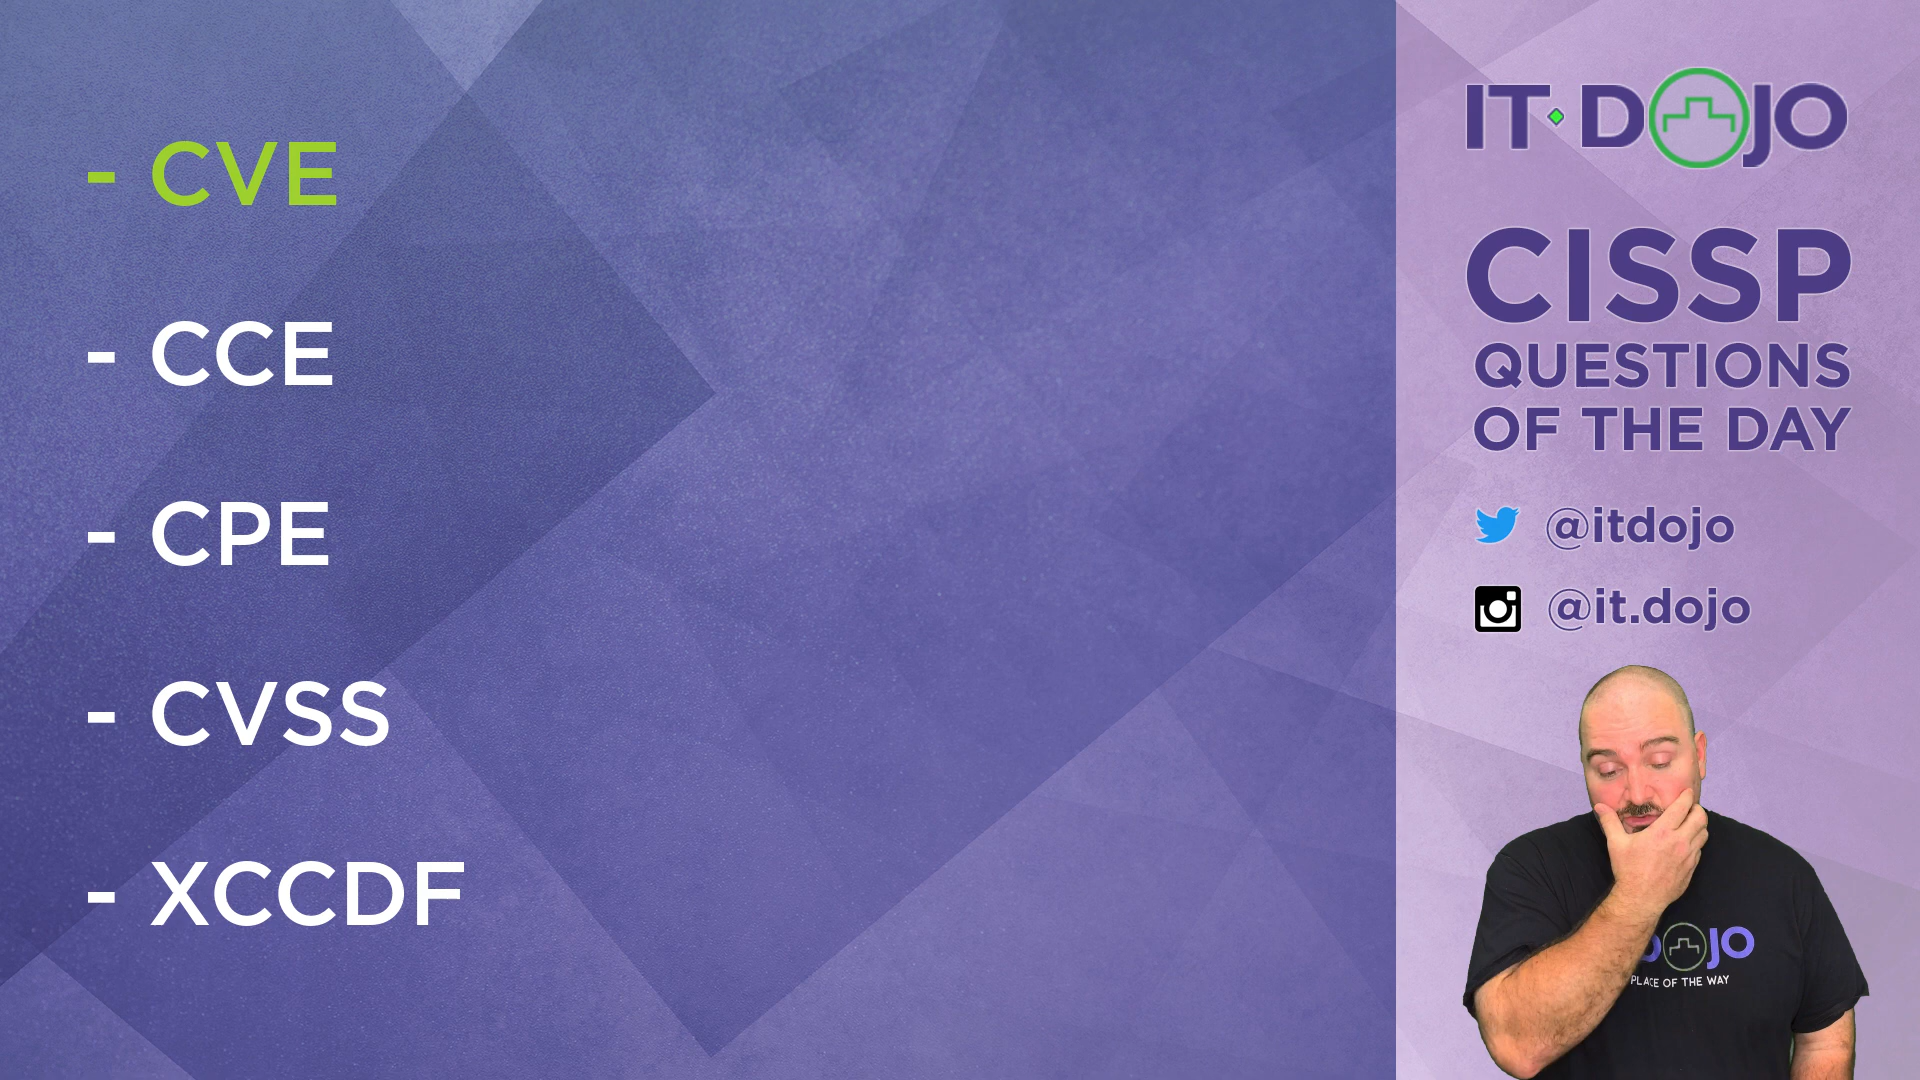 - CVE
- CCE
- CPE
- CVSS
- XCCDF
IT DOJO
CISSP
QUESTIONS
OF THE DAY
@itdojo
@it.dojo
DOJO
PLACE OF THE WAY